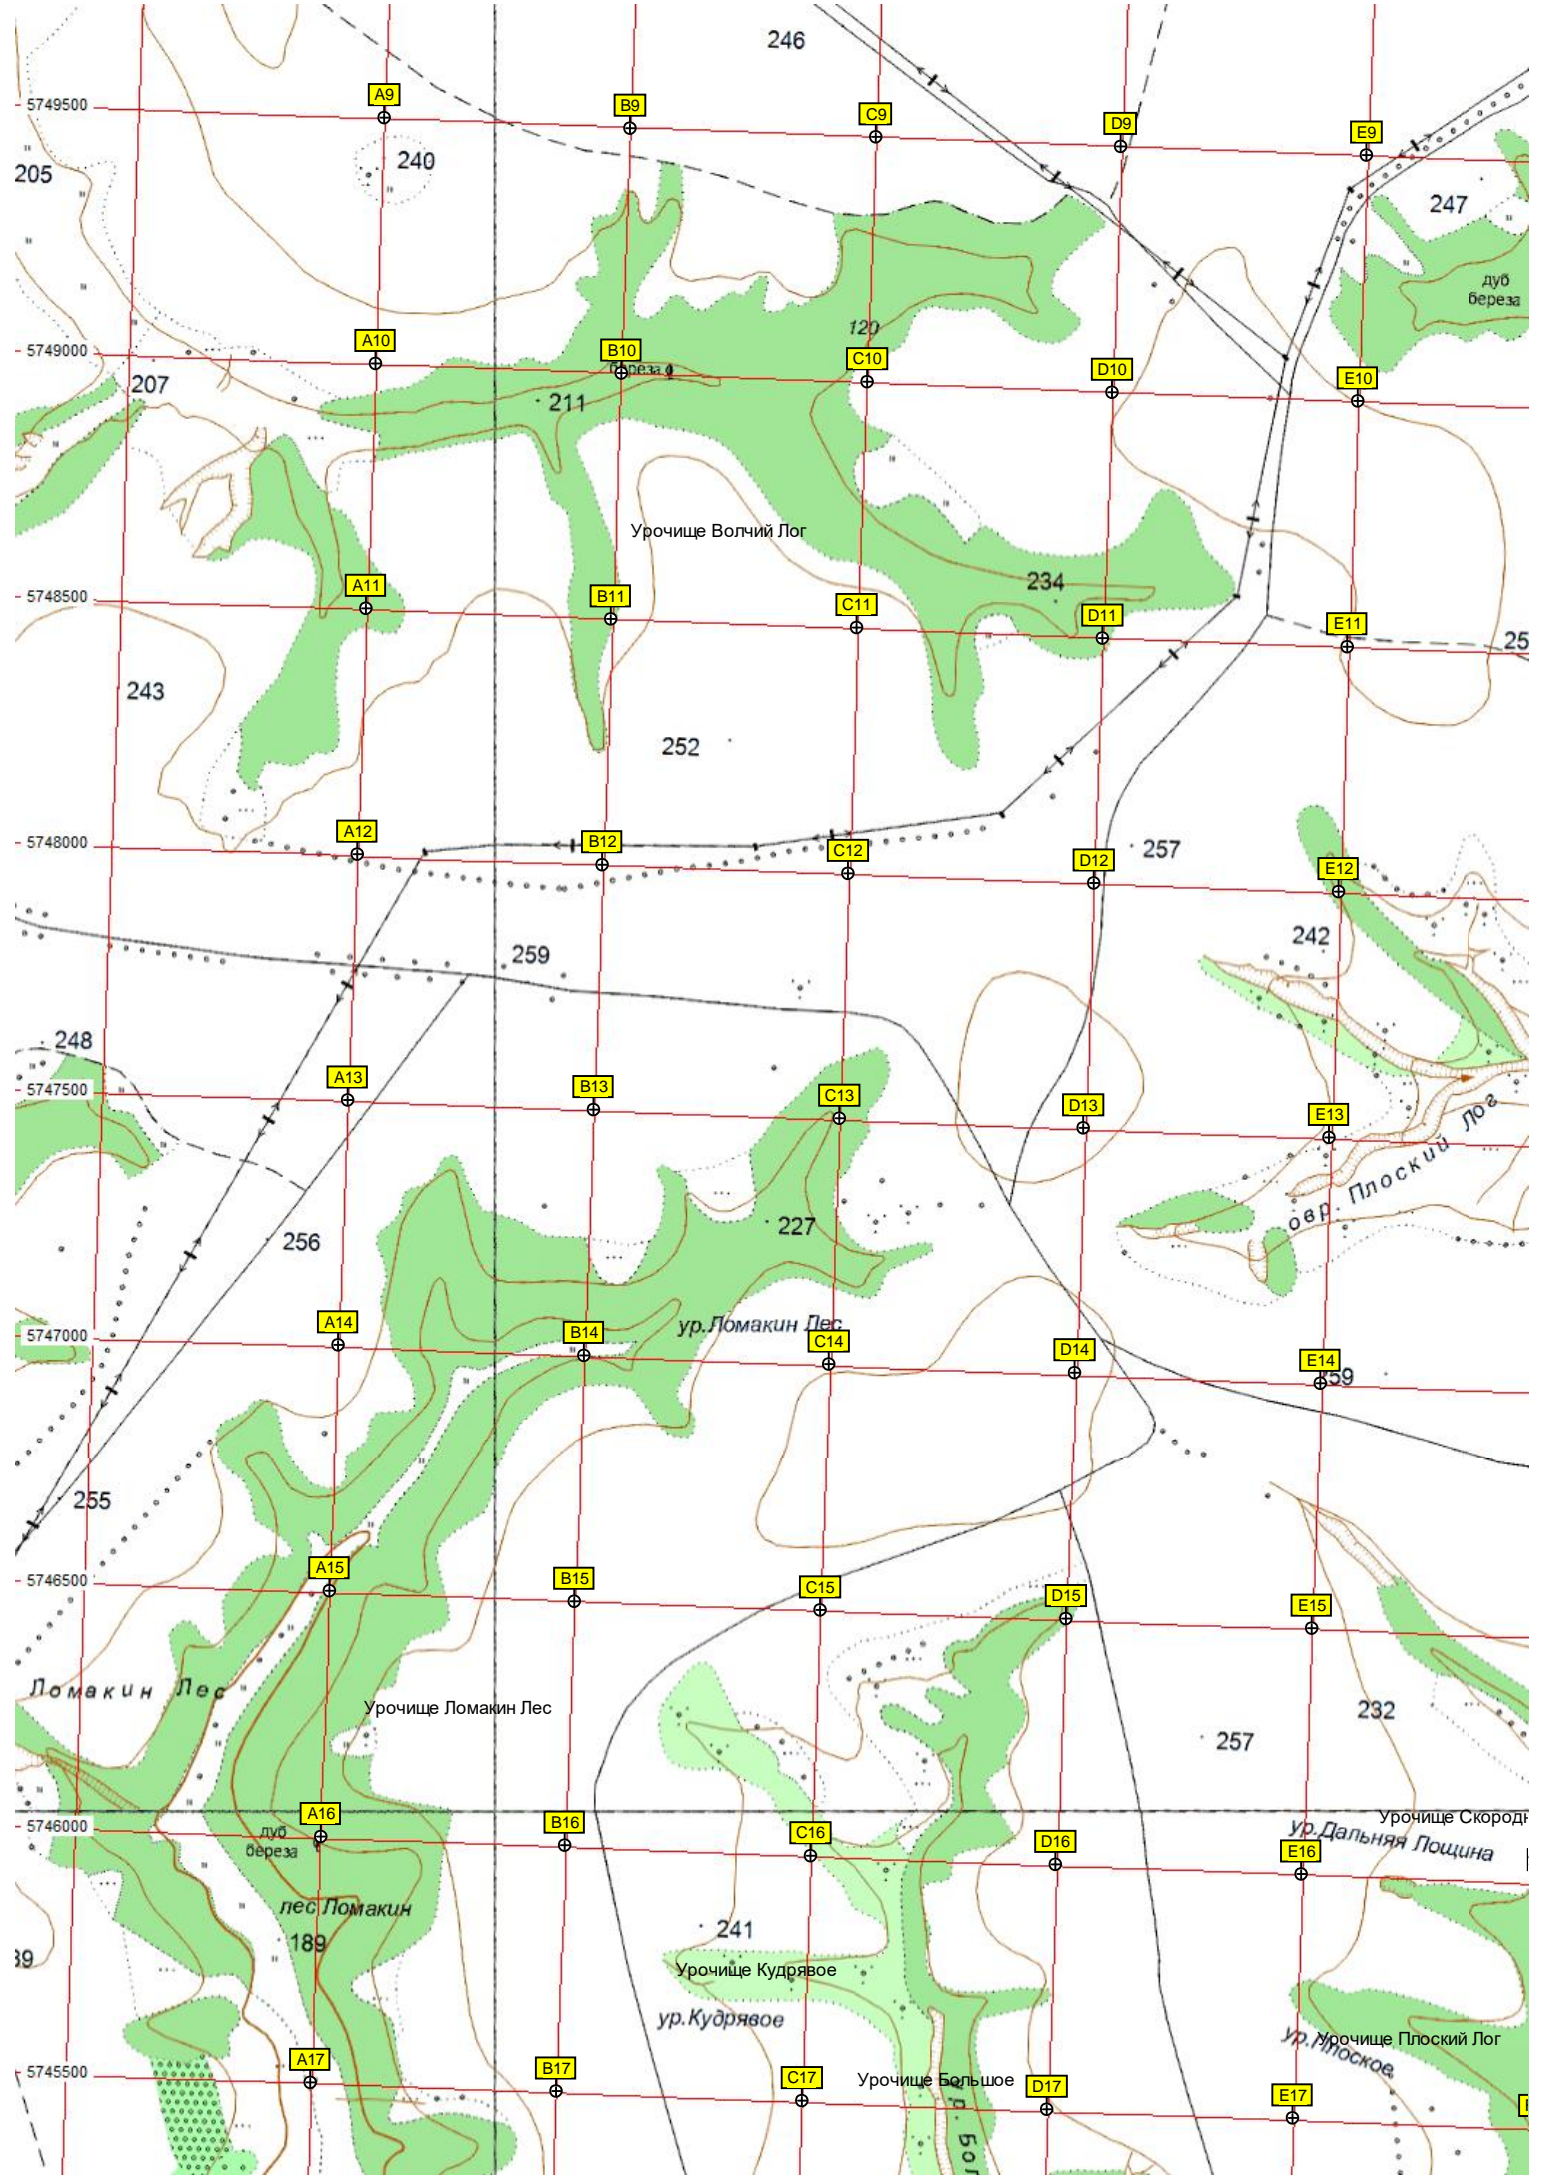 246
5749500
A9
B9
C9
D9
E9
240
205
247
дуб
береза
120
5749000
A10
B10
C10
D10
E10
береза
207
211
Урочище Волчий Лог
234
5748500
A11
B11
C11
D11
E11
25
243
252
5748000
A12
B12
C12
D12
E12
257
242
259
248
5747500
A13
B13
C13
D13
E13
овр. Плоский Лог
256
227
5747000
A14
B14
ур.Ломакин Лес
C14
D14
E14
59
255
5746500
A15
B15
C15
D15
E15
Ломакин Лес
Урочище Ломакин Лес
232
257
5746000
A16
B16
C16
D16
E16
Урочище Скородн
ур.Дальняя Лощина
дуб
береза
лес Ломакин
189
39
241
Урочище Кудрявое
ур.Кудрявое
Урочище Плоский Лог
ур.Плоское
5745500
A17
B17
C17
Урочище Большое
D17
E17
ур. Бол